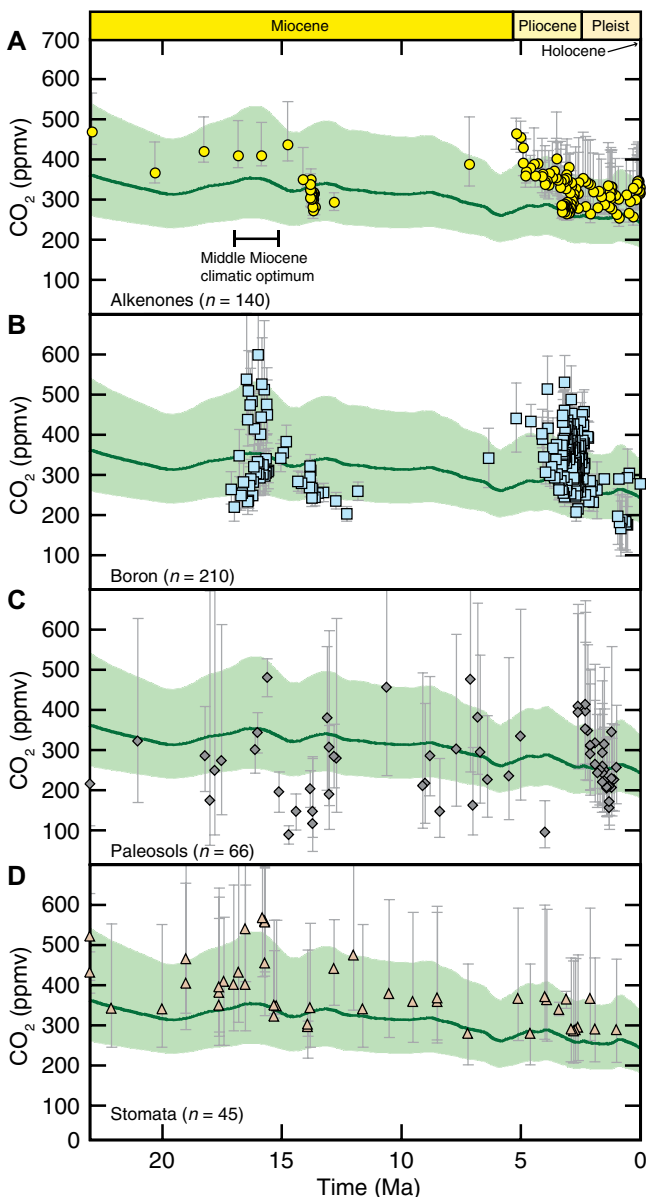 Miocene
Pliocene
Pleist
Holocene
A
700
600
500
400
300
200
100
CO2 (ppmv)
Middle Miocene
climatic optimum
Alkenones (n = 140)
B
600
500
400
300
200
100
CO2 (ppmv)
Boron (n = 210)
C
600
500
400
300
200
100
CO2 (ppmv)
Paleosols (n = 66)
D
600
500
400
300
200
100
0
CO2 (ppmv)
Stomata (n = 45)
20 15 10 5 0
Time (Ma)